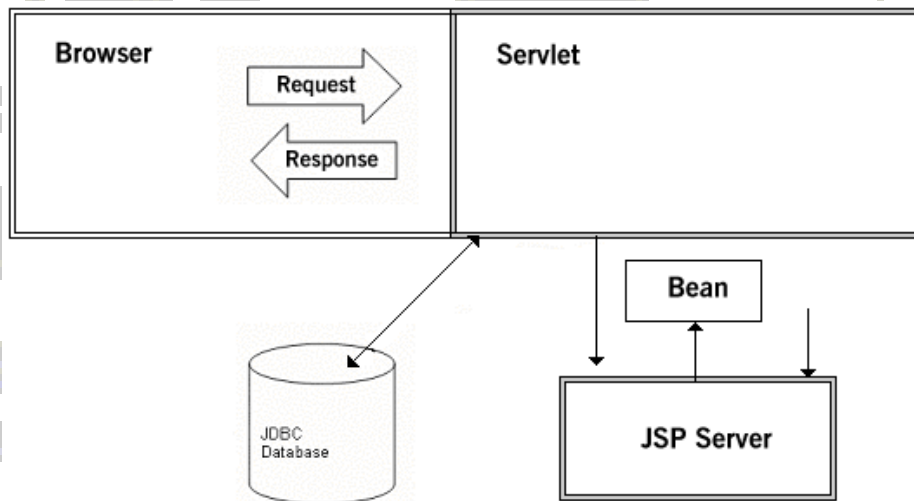 Browser
Servlet
Request
Response
Bean
JDBC
Database
JSP Server